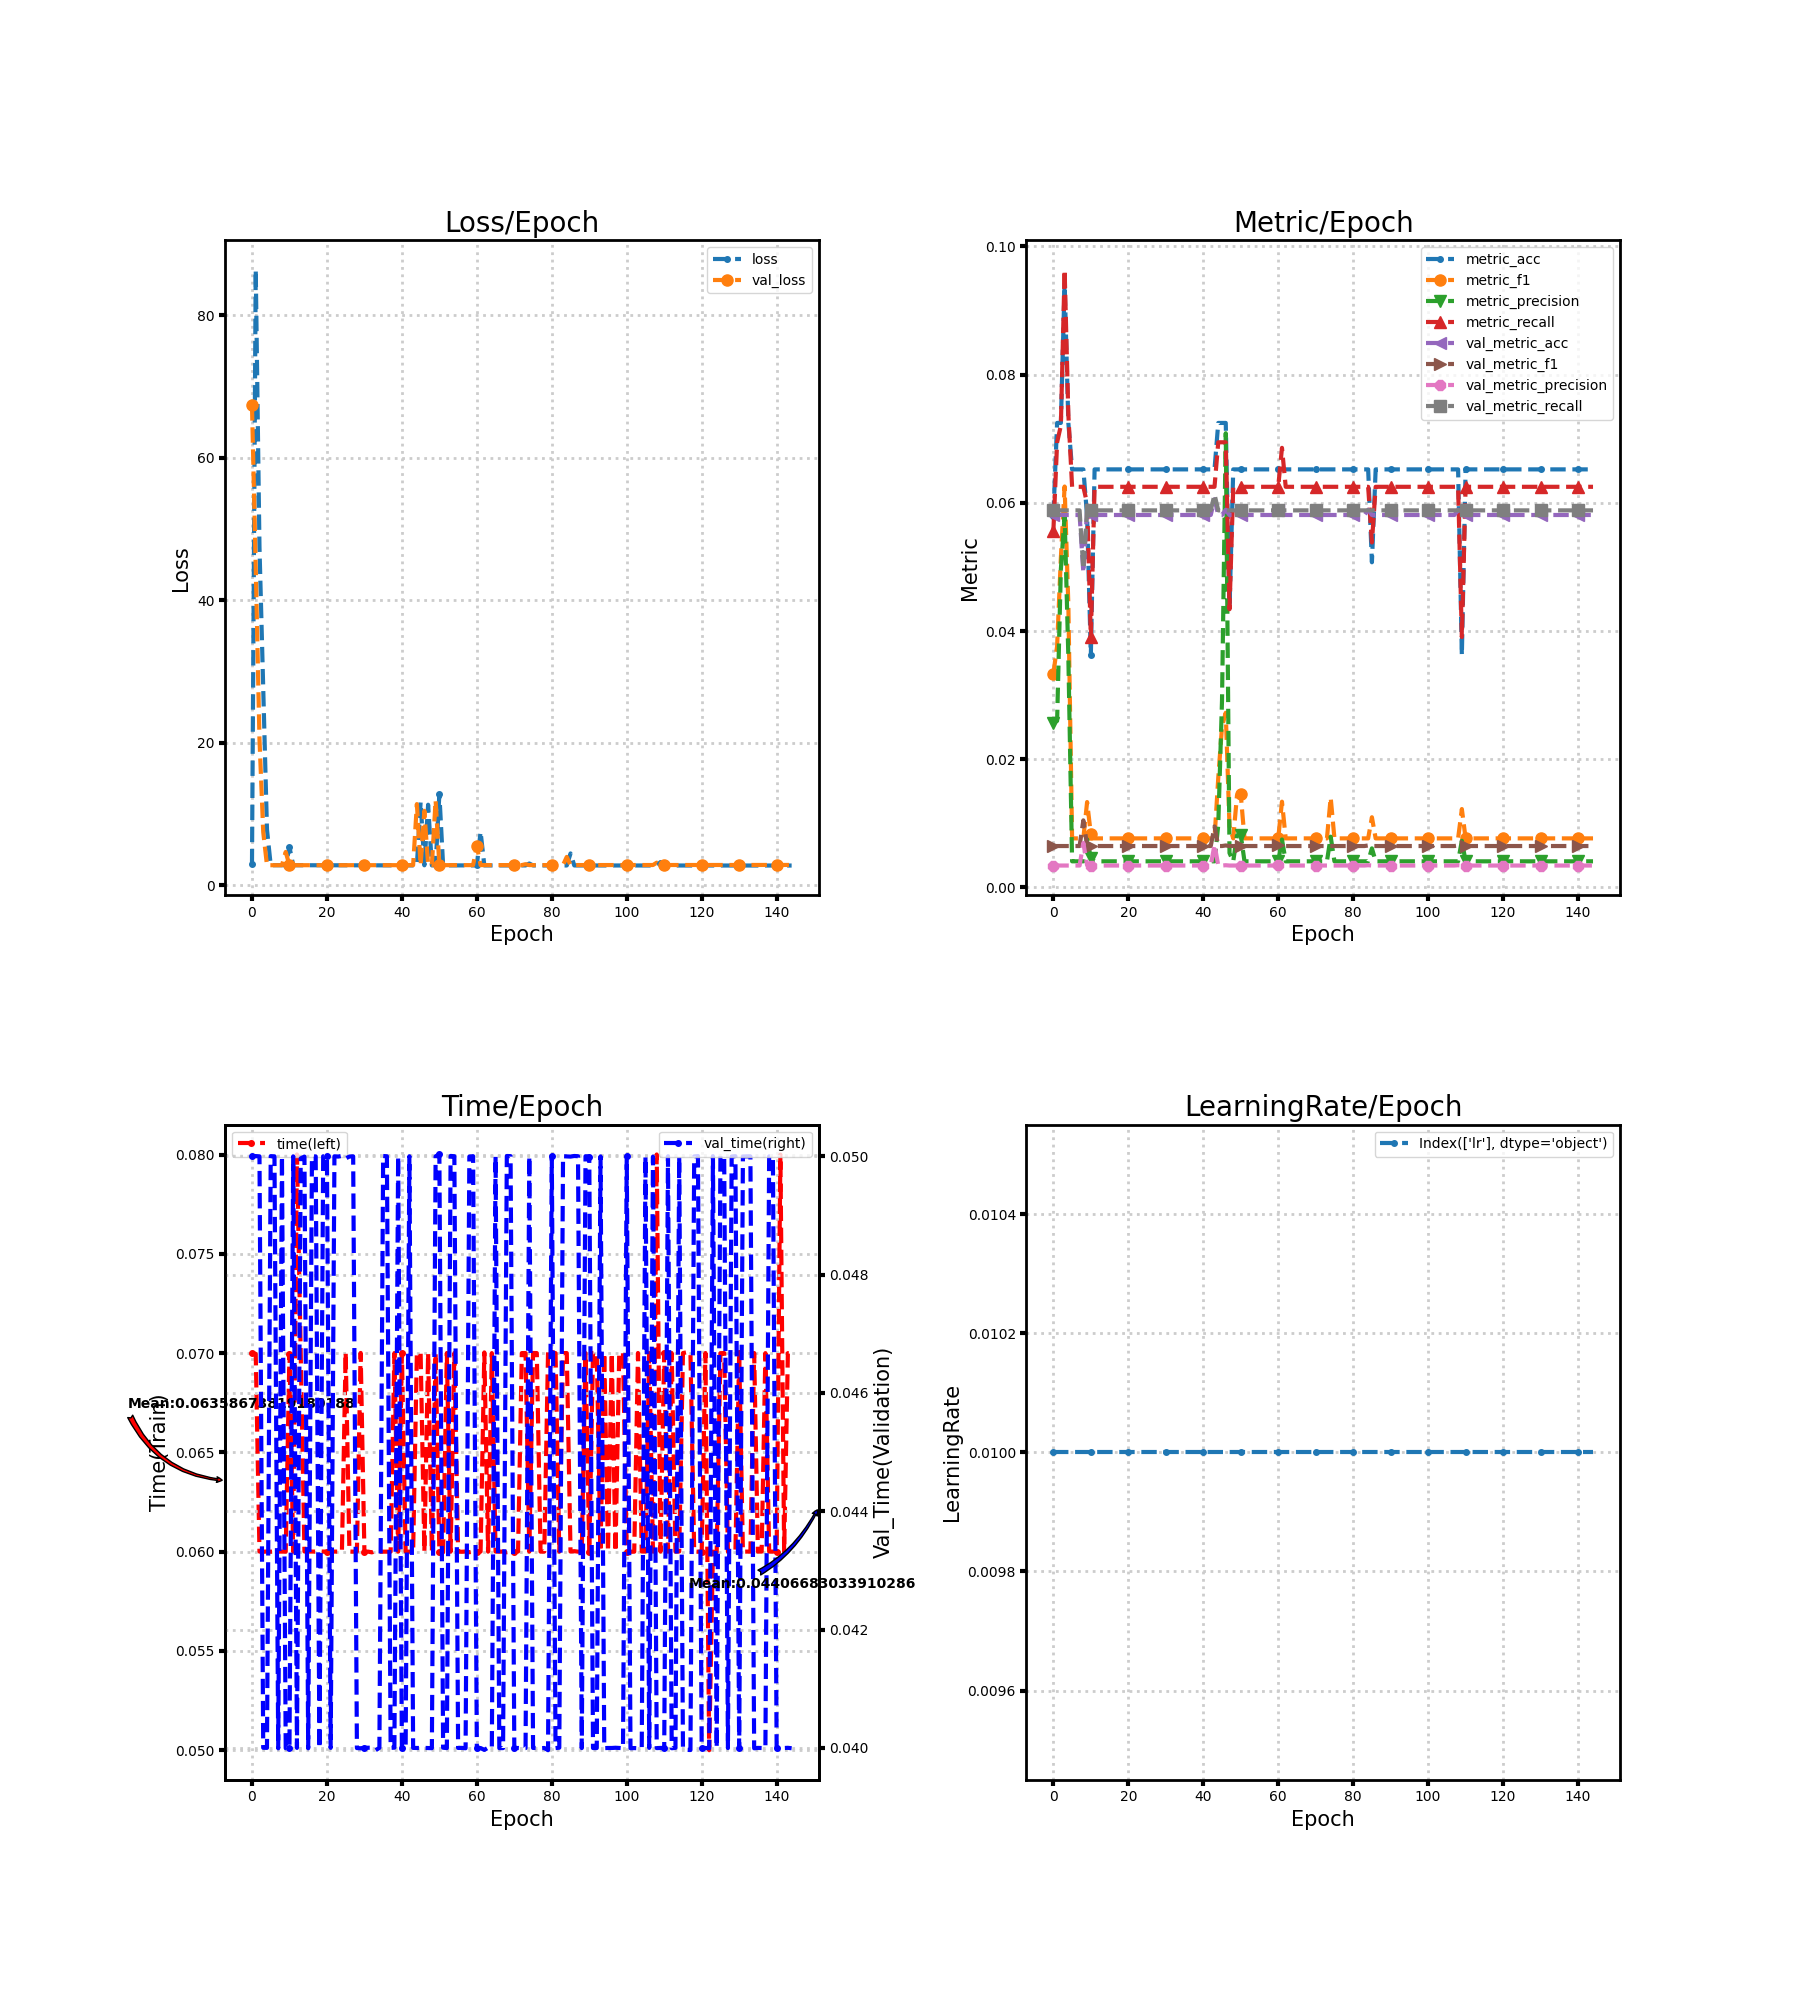 Loss/Epoch
loss
val_loss
80
60
40
20
0
Loss
0 20 40 60 80 100 120 140
Epoch
Metric/Epoch
metric_acc
metric_f1
metric_precision
metric_recall
val_metric_acc
val_metric_f1
val_metric_precision
val_metric_recall
0.10
0.08
0.06
0.04
0.02
0.00
Metric
0 20 40 60 80 100 120 140
Epoch
Time/Epoch
time(left)
val_time(right)
0.080
0.075
0.070
0.065
0.060
0.055
0.050
Time(Train)
0.050
0.048
0.046
0.044
0.042
0.040
Val_Time(Validation)
Mean:0.04406683033910286
0 20 40 60 80 100 120 140
Epoch
LearningRate/Epoch
Index(['lr'], dtype='object')
0.0104
0.0102
0.0100
0.0098
0.0096
LearningRate
0 20 40 60 80 100 120 140
Epoch